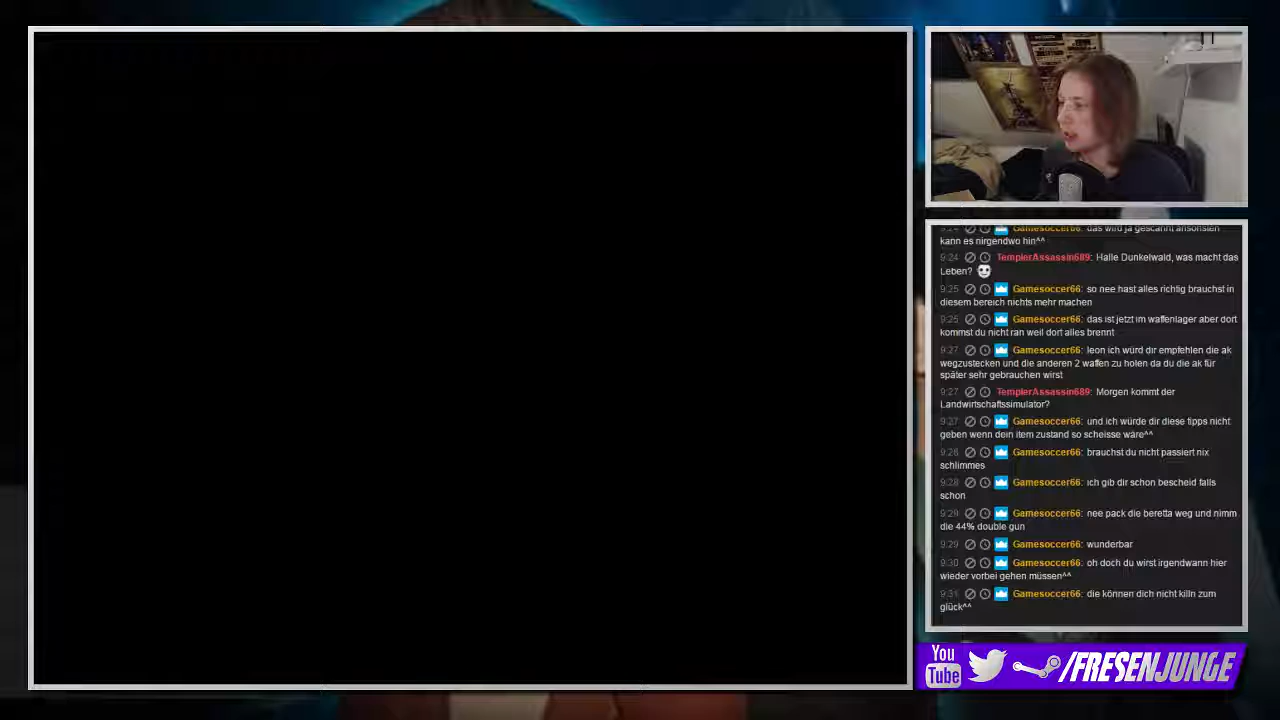 9:24 Gamesoccer66: das wird ja gescannt ansonsten
kann es nirgendwo hin^^
9:24 TemplerAssassin689: Halle Dunkelwald, was macht das
Leben?
9:25 Gamesoccer66: so nee hast alles richtig brauchst in
diesem bereich nichts mehr machen
9:25 Gamesoccer66: das ist jetzt im waffenlager aber dort
kommst du nicht ran weil dort alles brennt
9:27 Gamesoccer66: leon ich würd dir empfehlen die ak
wegzustecken und die anderen 2 waffen zu holen da du die ak für
später sehr gebrauchen wirst
9:27 TemplerAssassin689: Morgen kommt der
Landwirtschaftssimulator?
9:27 Gamesoccer66: und ich würde dir diese tipps nicht
geben wenn dein item zustand so scheisse wäre^^
9:28 Gamesoccer66: brauchst du nicht passiert nix
schlimmes
9:28 Gamesoccer66: ich gib dir schon bescheid falls
schon
9:29 Gamesoccer66: nee pack die beretta weg und nimm
die 44% double gun
9:29 Gamesoccer66: wunderbar
9:30 Gamesoccer66: oh doch du wirst irgendwann hier
wieder vorbei gehen müssen^^
9:31 Gamesoccer66: die können dich nicht killn zum
glück^^
You
Tube
/FRESENJUNGE